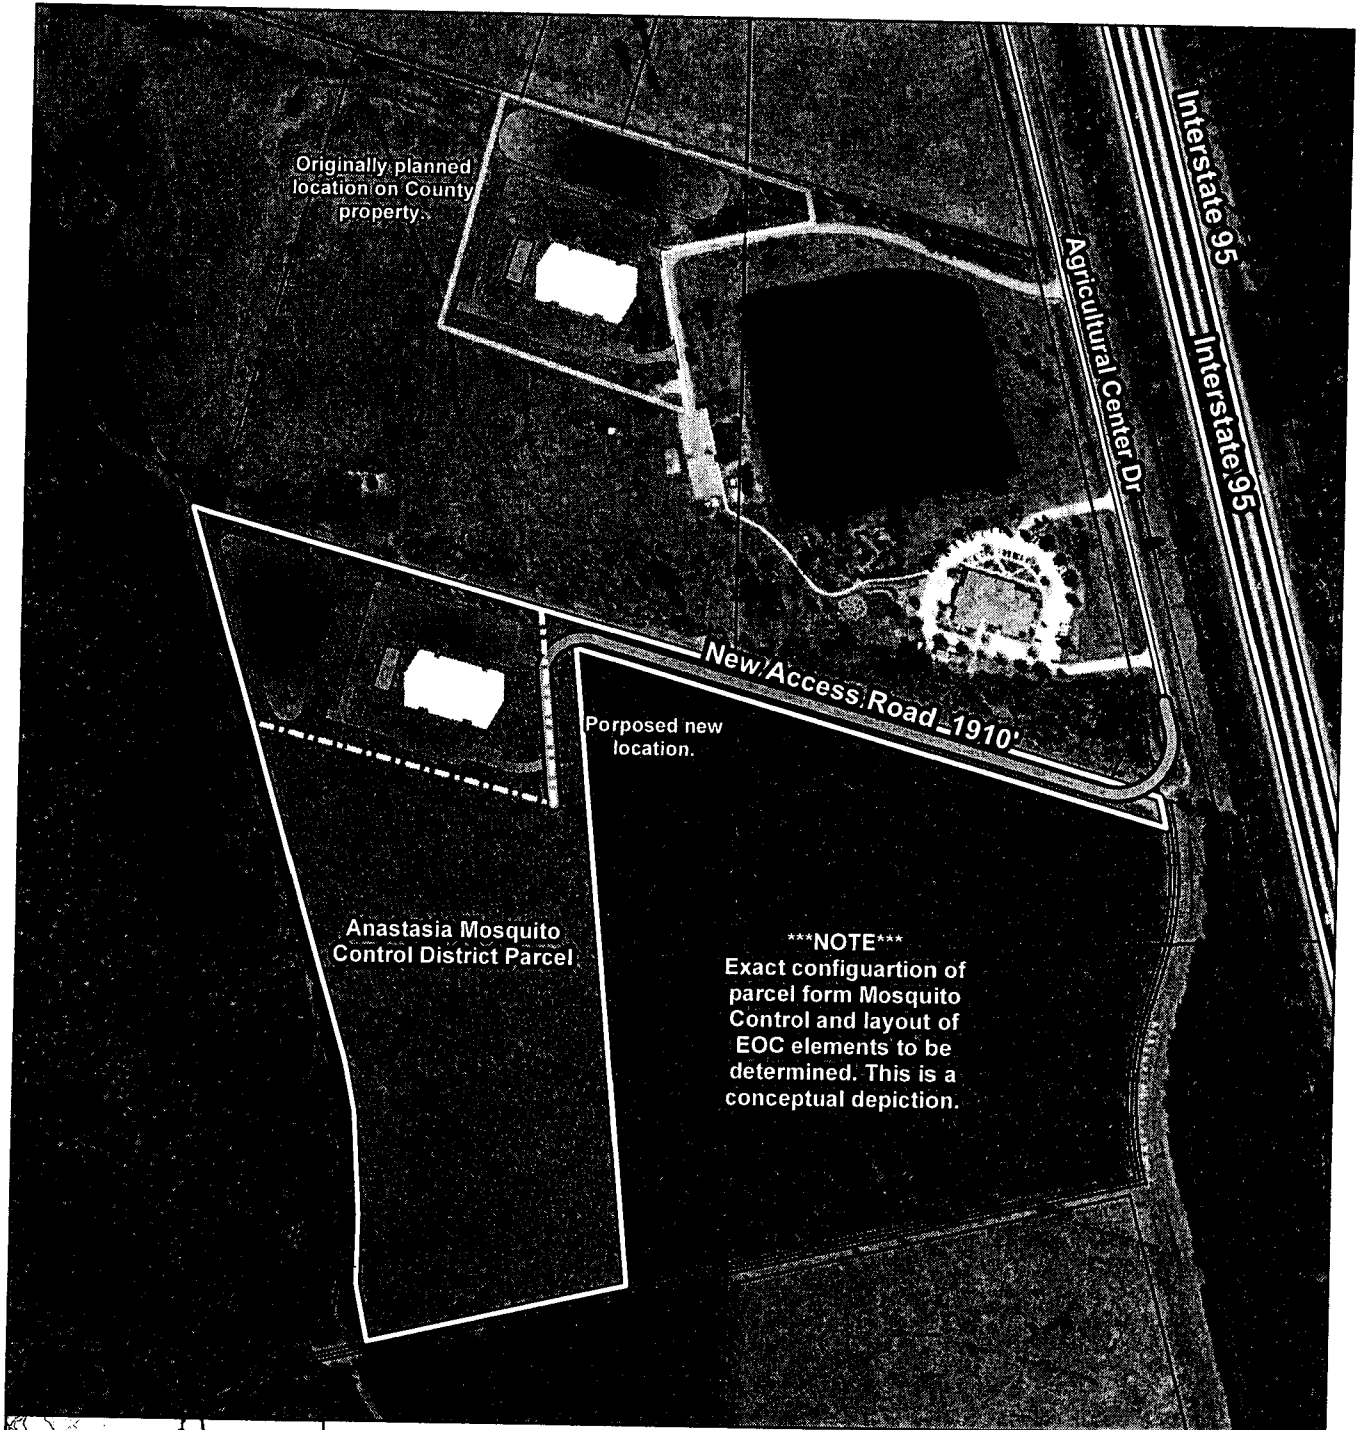 Interstate 95
Originally planned
location on County
property.
Agricultural Center Dr
Interstate 95
New Access Road 1910'
Porposed new
location.
Anastasia Mosquito
Control District Parcel
***NOTE***
Exact configuartion of
parcel form Mosquito
Control and layout of
EOC elements to be
determined. This is a
conceptual depiction.